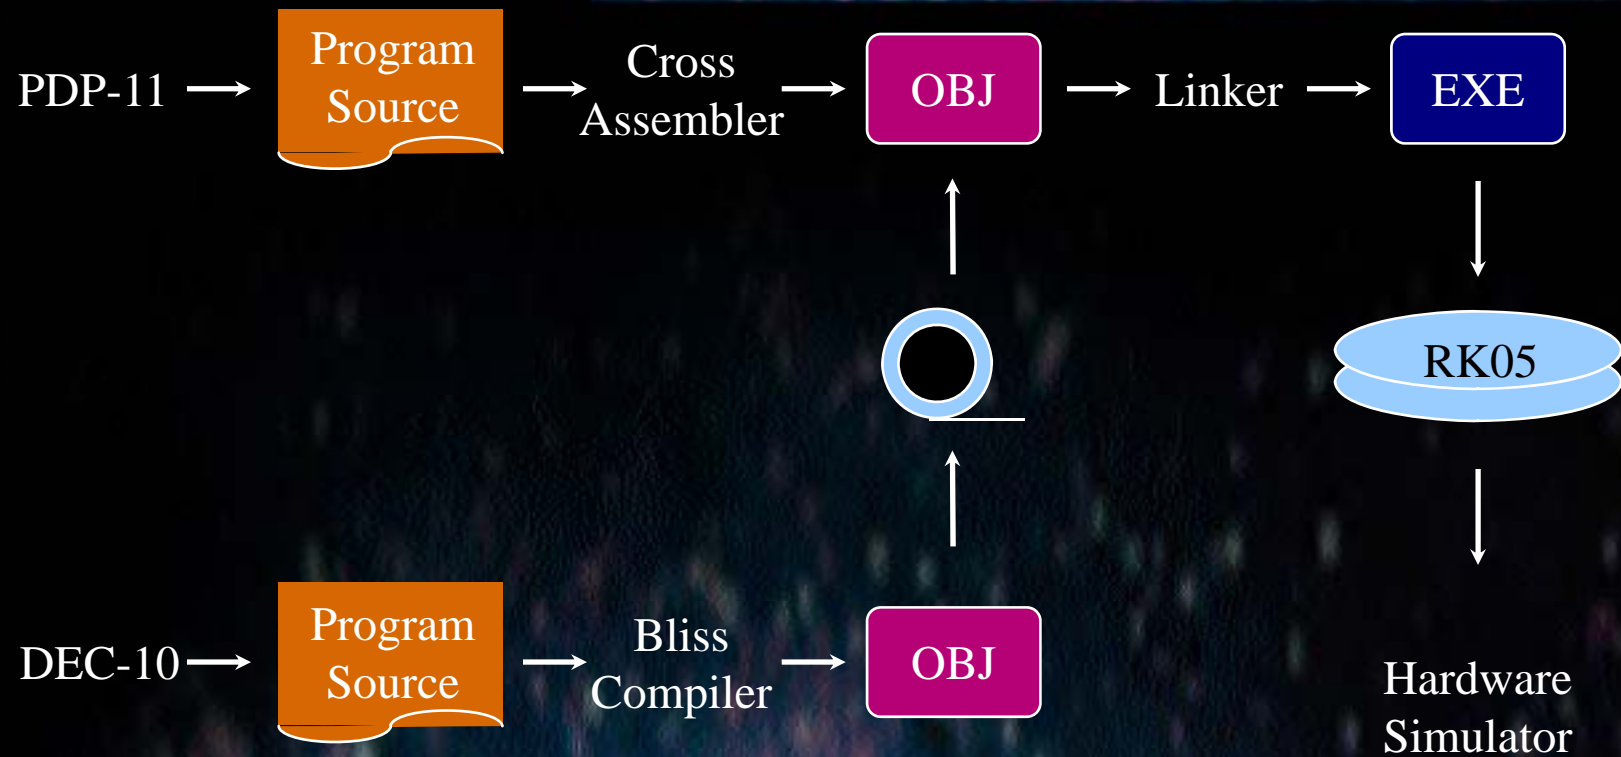 PDP-11
Program
Source
Cross
Assembler
OBJ
Linker
EXE
RK05
DEC-10
Program
Source
Bliss
Compiler
OBJ
Hardware
Simulator